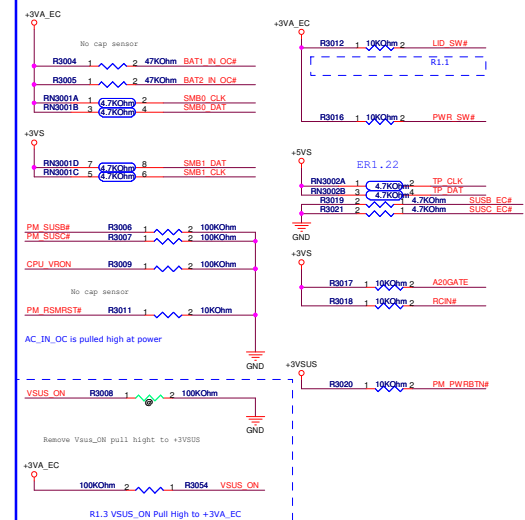 +3VA_EC
No cap sensor
R3004 1 2 47KOhm BAT1_IN_OC#
R3005 1 2 47KOhm BAT2_IN_OC#
RN3001A 1 4.7KOhm 2 SMB0_CLK
RN3001B 3 4.7KOhm 4 SMB0_DAT
+3VS
RN3001D 7 4.7KOhm 8 SMB1_DAT
RN3001C 5 4.7KOhm 6 SMB1_CLK
PM_SUSB# R3006 1 2 100KOhm
PM_SUSC# R3007 1 2 100KOhm
CPU_VRON R3009 1 2 100KOhm
No cap sensor
PM_RSMRST# R3011 1 2 10KOhm
AC_IN_OC is pulled high at power
GND
VSUS_ON R3008 1 2 100KOhm
@
GND
Remove Vsus_ON pull hight to +3VSUS
+3VA_EC
100KOhm 2 1 R3054 VSUS_ON
R1.3 VSUS_ON Pull High to +3VA_EC
+3VA_EC
R3012 1 10KOhm 2 LID_SW#
R1.1
R3016 1 10KOhm 2 PWR_SW#
+5VS
ER1.22
RN3002A 1 4.7KOhm 2 TP_CLK
RN3002B 3 4.7KOhm 4 TP_DAT
R3019 2 1 4.7KOhm SUSB_EC#
R3021 2 1 4.7KOhm SUSC_EC#
GND
+3VS
R3017 1 10KOhm 2 A20GATE
R3018 1 10KOhm 2 RCIN#
+3VSUS
R3020 1 10KOhm 2 PM_PWRBTN#